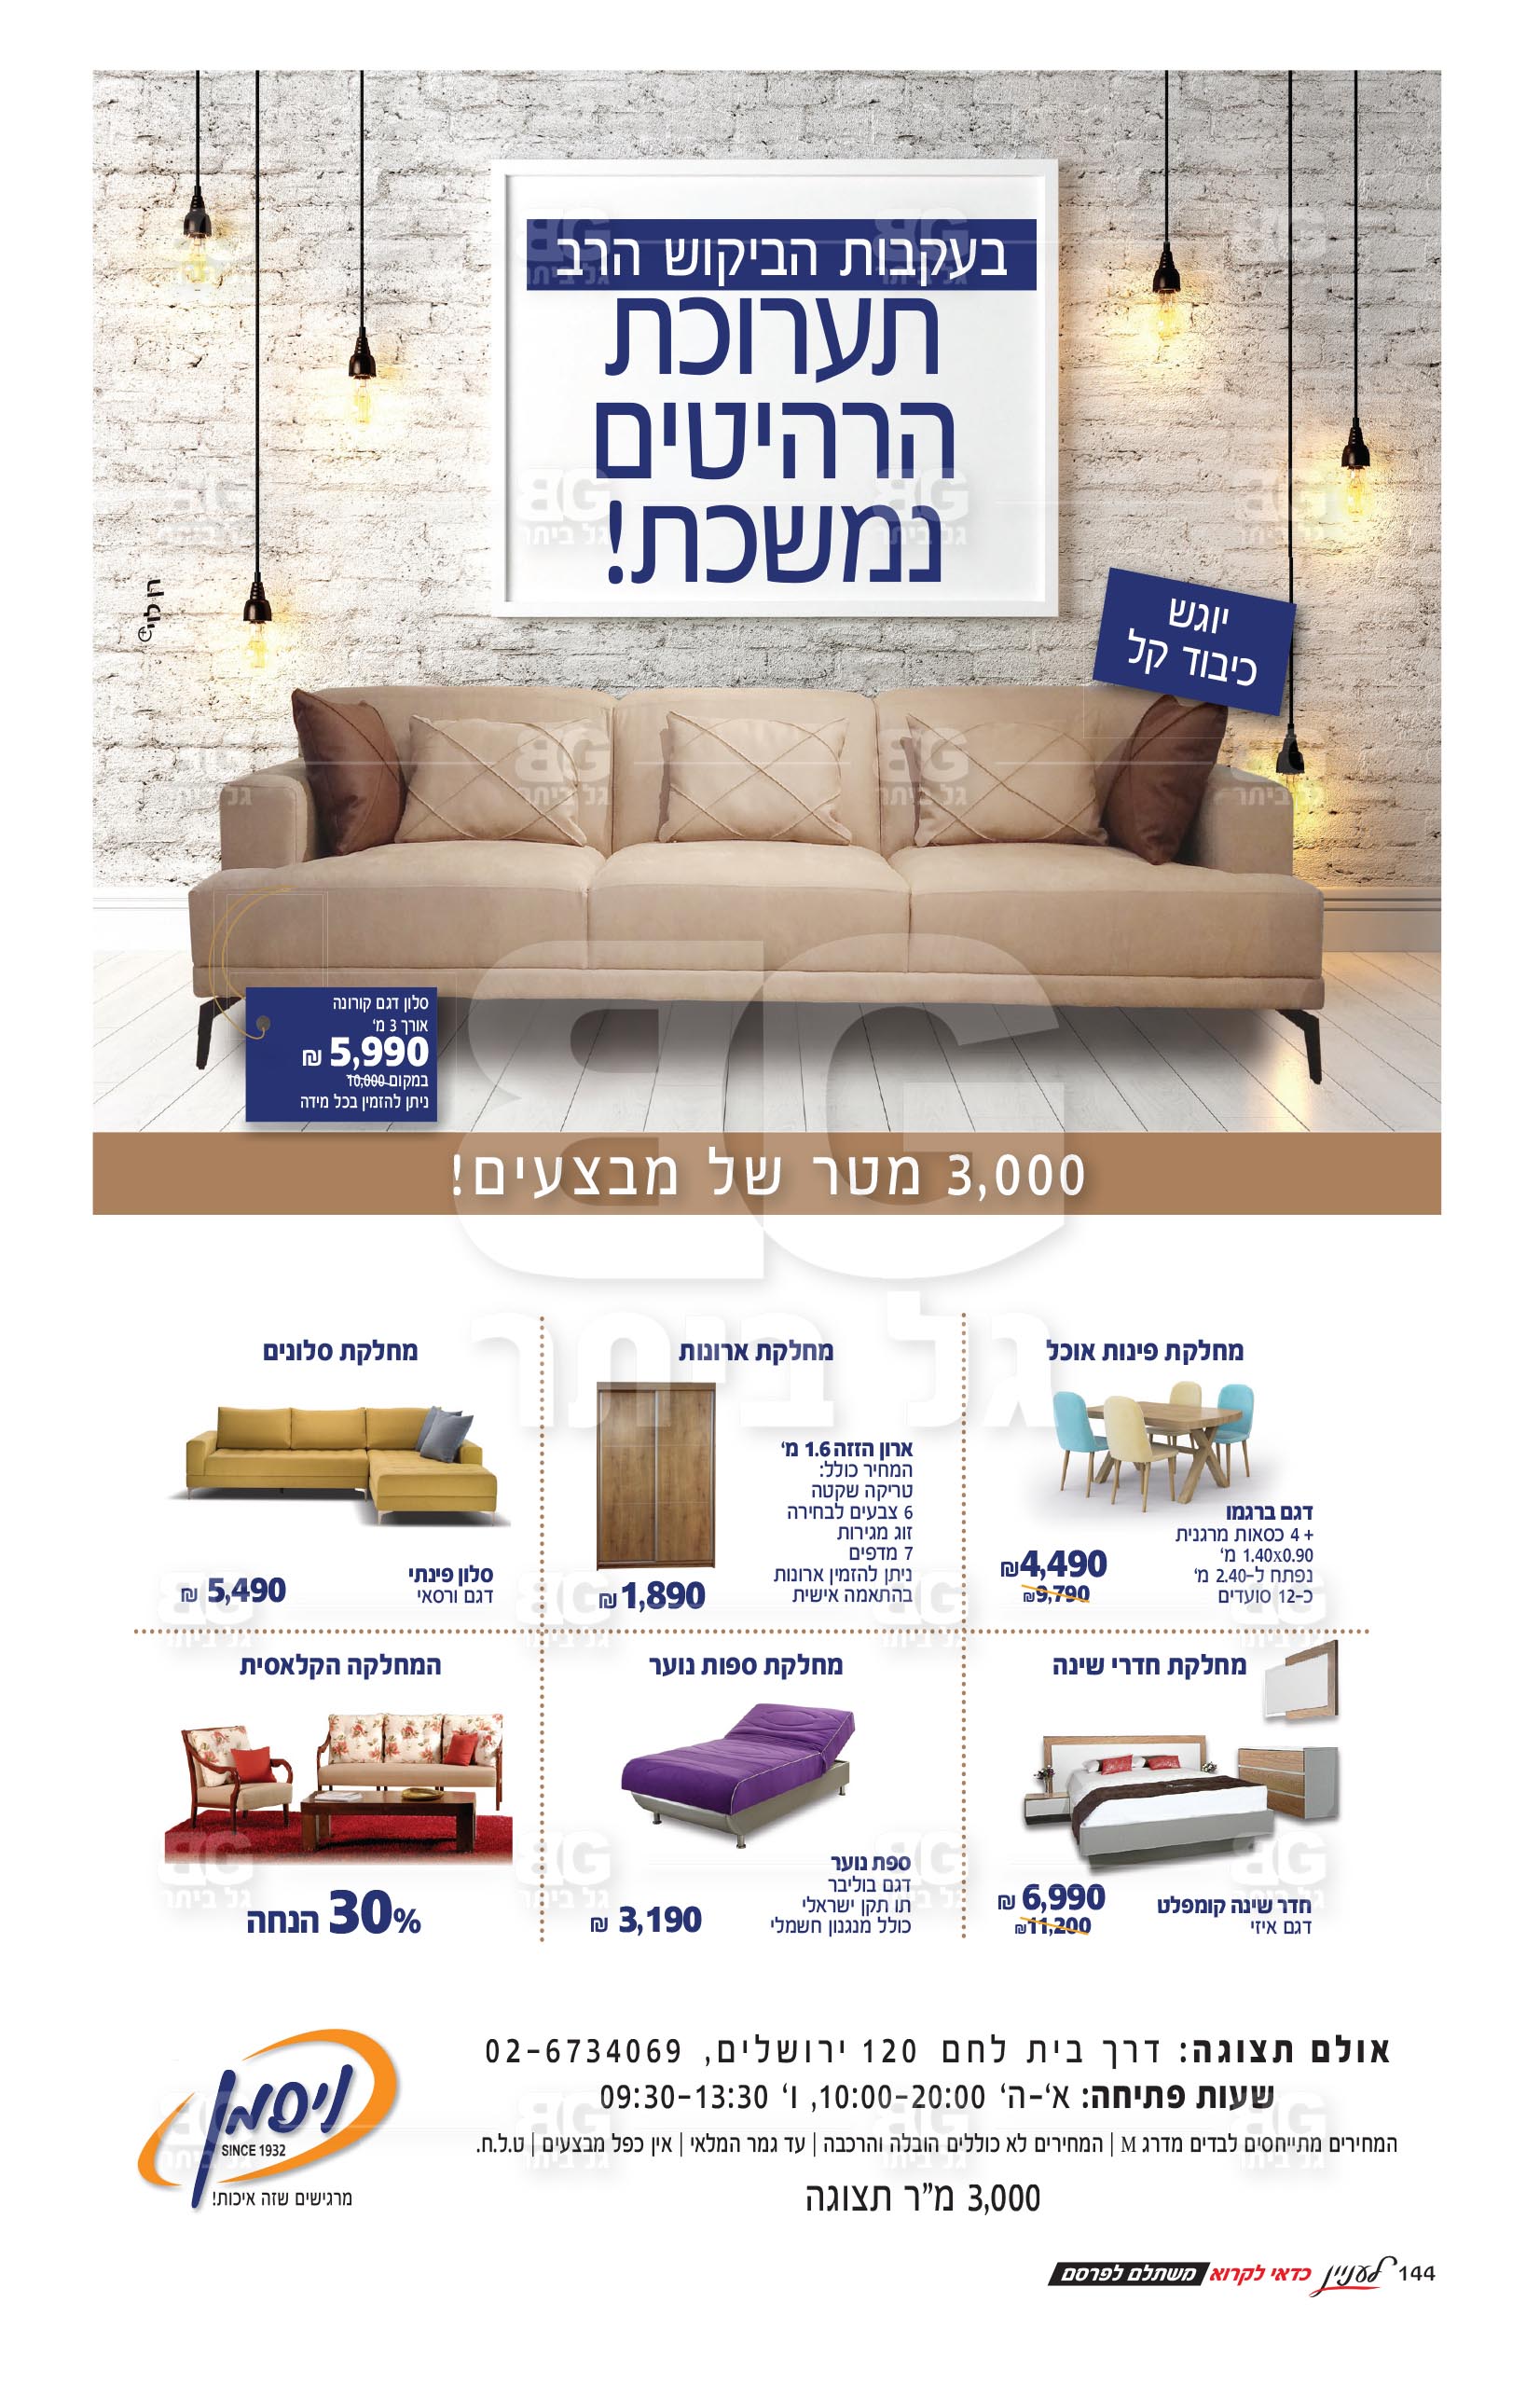 בעקבות הביקוש הרב
תערוכת
הרהיטים
נמשכת!
יוגש
כיבוד קל
רן לוי
סלון דגם קורונה
אורך 3 מ'
5,990 ₪
במקום 10,000
ניתן להזמין בכל מידה
3,000 מטר של מבצעים!
BG
גל ביתר
מחלקת פינות אוכל
דגם ברגמו
+ 4 כסאות מרגנית
1.40x0.90 מ'
נפתח ל-2.40 מ'
כ-12 סועדים
4,490 ₪
9,790 ₪
מחלקת ארונות
ארון הזזה 1.6 מ'
המחיר כולל:
טריקה שקטה
6 צבעים לבחירה
זוג מגירות
7 מדפים
ניתן להזמין ארונות
בהתאמה אישית
1,890 ₪
מחלקת סלונים
סלון פינתי
דגם ורסאי
5,490 ₪
מחלקת חדרי שינה
חדר שינה קומפלט
דגם איזי
6,990 ₪
11,200 ₪
מחלקת ספות נוער
ספת נוער
דגם בוליבר
תו תקן ישראלי
כולל מנגנון חשמלי
3,190 ₪
המחלקה הקלאסית
30% הנחה
אולם תצוגה: דרך בית לחם 120 ירושלים, 02-6734069
שעות פתיחה: א'-ה' 10:00-20:00, ו' 09:30-13:30
המחירים מתייחסים לבדים מדרג M | המחירים לא כוללים הובלה והרכבה | עד גמר המלאי | אין כפל מבצעים | ט.ל.ח.
3,000 מ"ר תצוגה
ויסמן
SINCE 1932
מרגישים שזה איכות!
144 לעניין כדאי לקרוא משתלם לפרסם